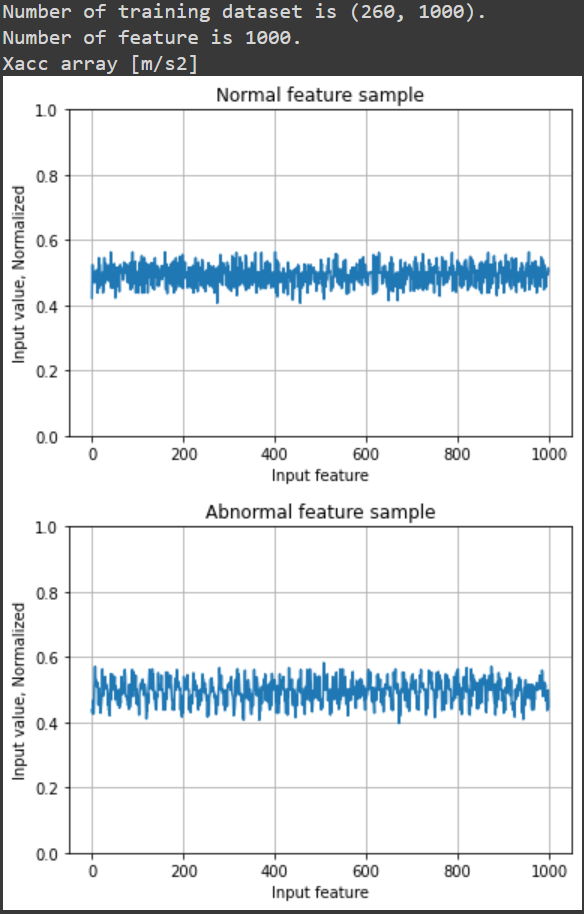 Number of training dataset is (260, 1000).
Number of feature is 1000.
Xacc array [m/s2]
Normal feature sample
1.0
0.8
0.6
0.4
0.2
0.0
Input value, Normalized
0 200 400 600 800 1000
Input feature
Abnormal feature sample
1.0
0.8
0.6
0.4
0.2
0.0
Input value, Normalized
0 200 400 600 800 1000
Input feature